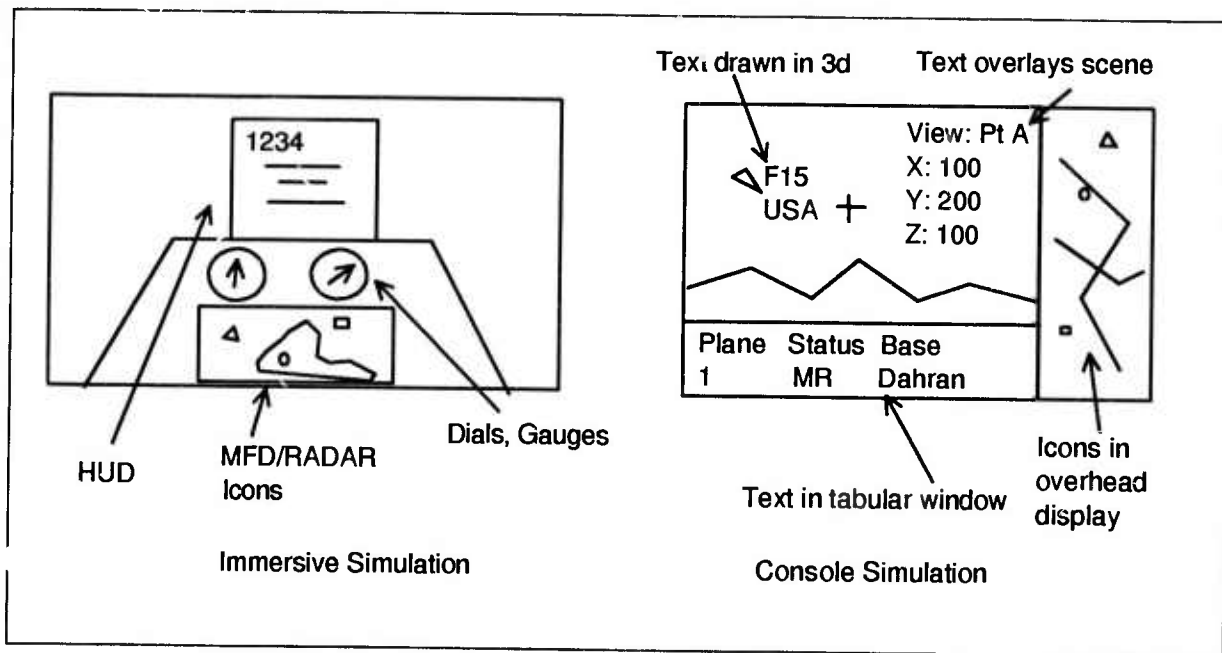 1234
HUD
MFD/RADAR
Icons
Dials, Gauges
Immersive Simulation
Text drawn in 3d
Text overlays scene
F15
USA
View: Pt A
X: 100
Y: 200
Z: 100
Plane Status Base
1 MR Dahran
Text in tabular window
Icons in
overhead
display
Console Simulation